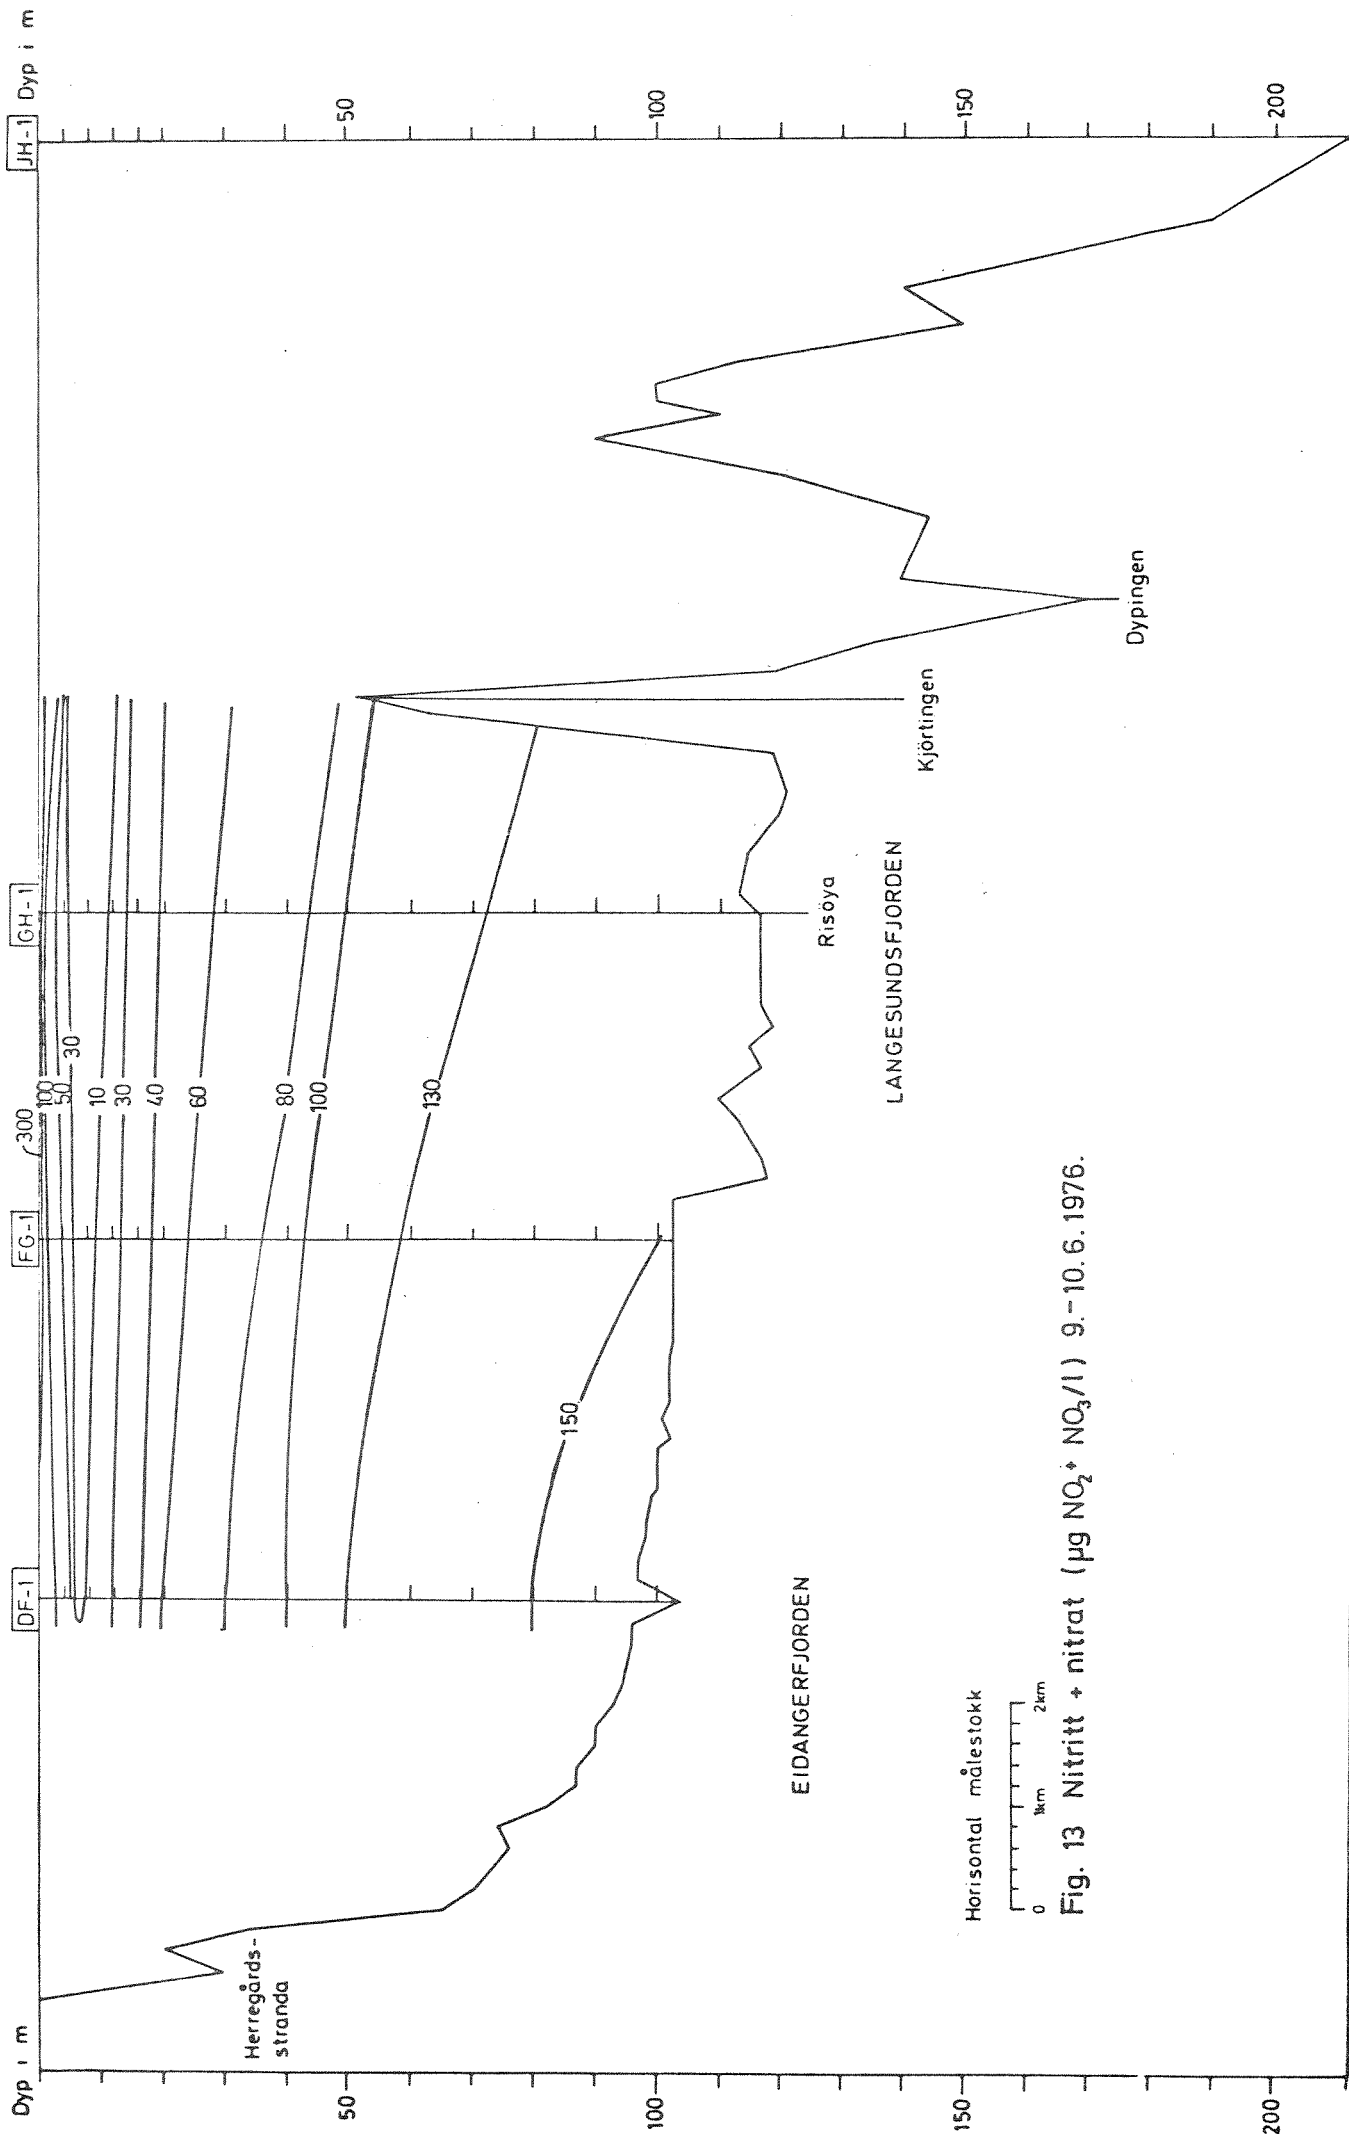 Dyp i m
DF-1
FG-1
GH-1
JH-1
Dyp i m
300
100
50
30
10
30
40
60
80
100
130
150
50
100
150
200
50
100
150
200
Herregårds-
stranda
EIDANGERFJORDEN
LANGESUNDSFJORDEN
Risöya
Kjörtingen
Dypingen
Horisontal målestokk
0 1km 2km
Fig. 13 Nitritt + nitrat (µg NO₂+ NO₃/l) 9.-10.6.1976.